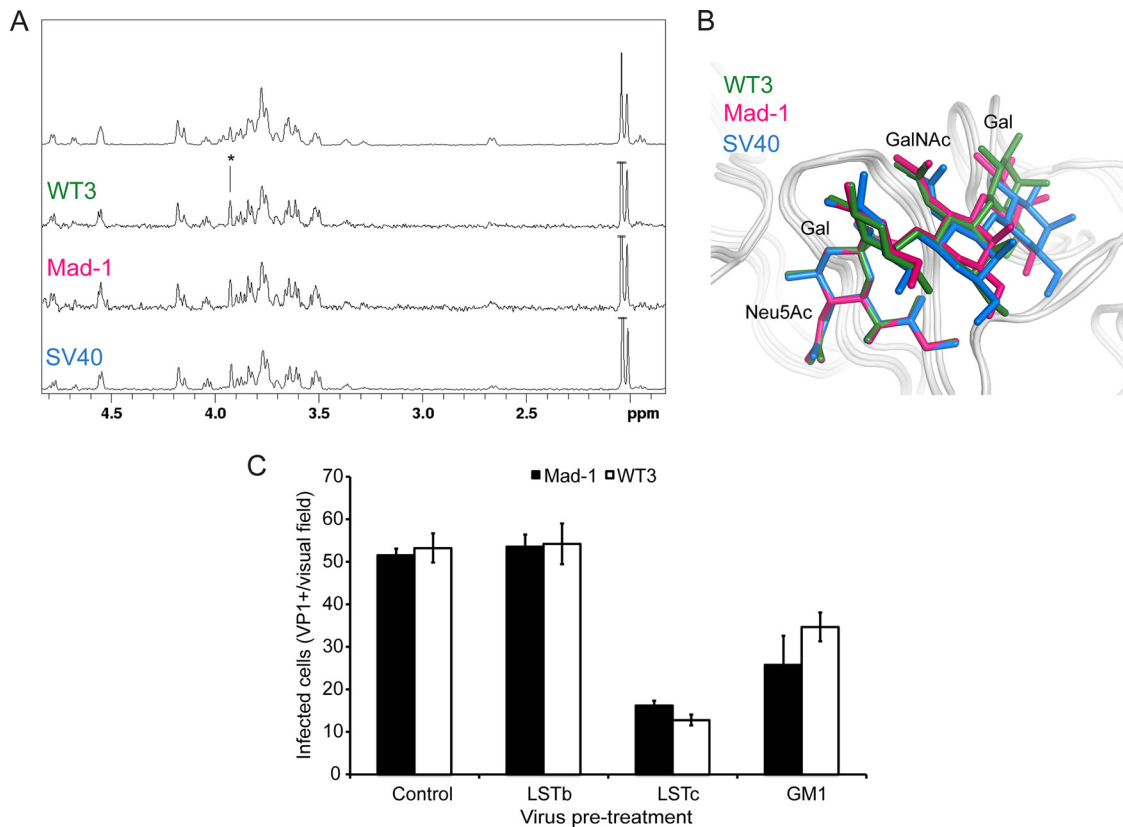 A
*
WT3
Mad-1
SV40
4.5 4.0 3.5 3.0 2.5 ppm
B
WT3
Mad-1
SV40
GalNAc
Gal
Gal
Neu5Ac
C
Mad-1 WT3
Infected cells (VP1+/visual field)
70
60
50
40
30
20
10
0
Control LSTb LSTc GM1
Virus pre-treatment